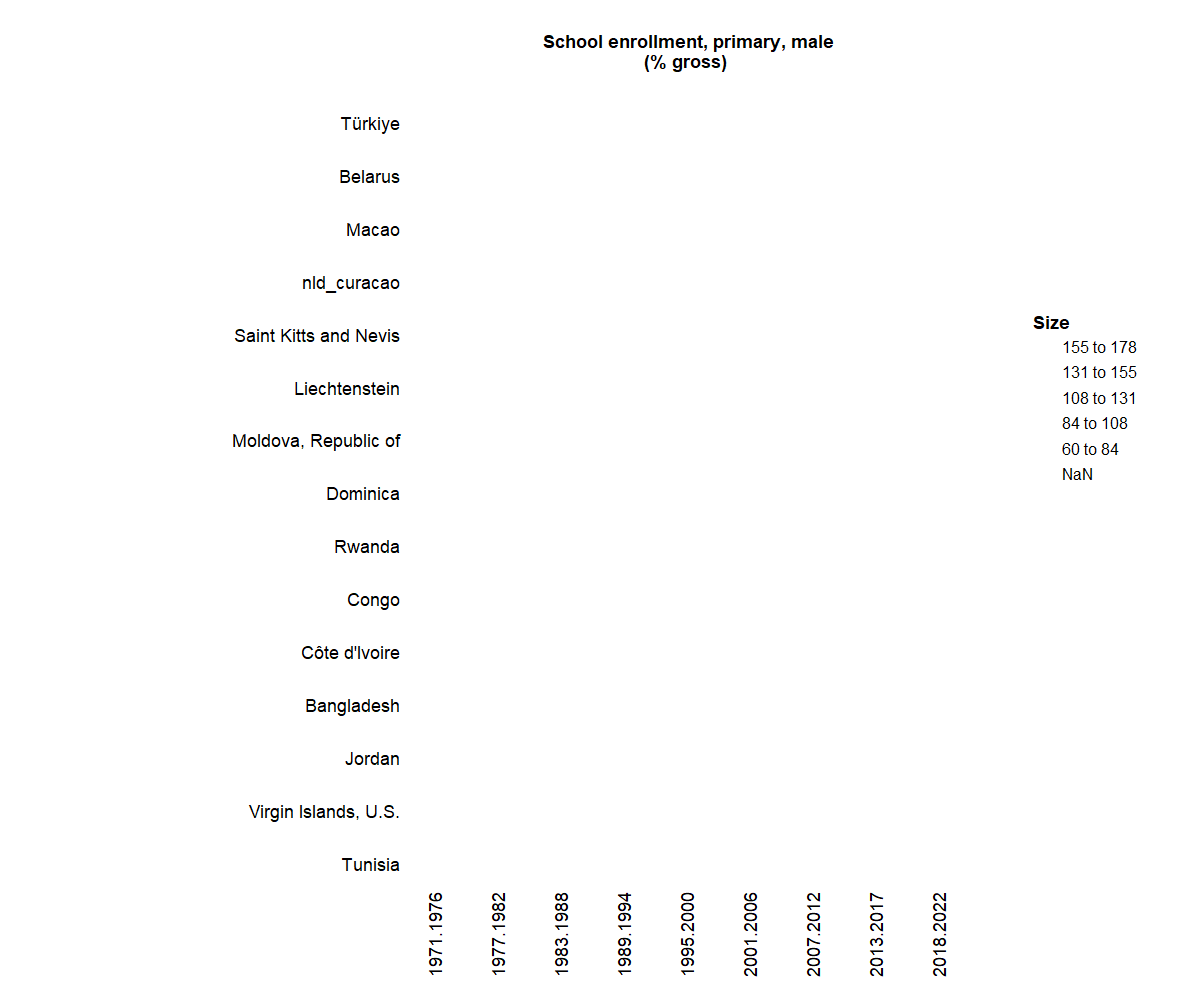 School enrollment, primary, male
(% gross)
Türkiye
Belarus
Macao
nld_curacao
Saint Kitts and Nevis
Liechtenstein
Moldova, Republic of
Dominica
Rwanda
Congo
Côte d'Ivoire
Bangladesh
Jordan
Virgin Islands, U.S.
Tunisia
1971.1976
1977.1982
1983.1988
1989.1994
1995.2000
2001.2006
2007.2012
2013.2017
2018.2022
Size
155 to 178
131 to 155
108 to 131
84 to 108
60 to 84
NaN